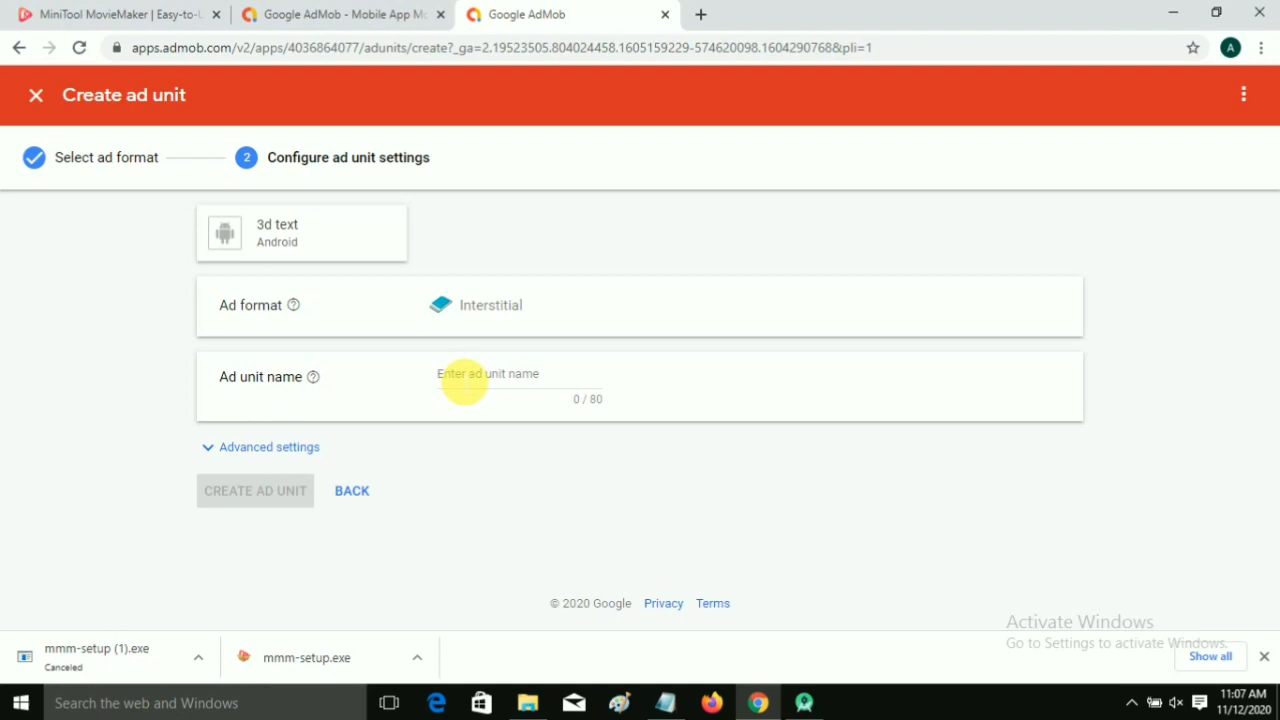 MiniTool MovieMaker | Easy-to-U
Google AdMob - Mobile App Mo
Google AdMob
apps.admob.com/v2/apps/4036864077/adunits/create?_ga=2.19523505.804024458.1605159229-574620098.1604290768&pli=1
A
Create ad unit
Select ad format
2
Configure ad unit settings
3d text
Android
Ad format
Interstitial
Ad unit name
Enter ad unit name
0 / 80
Advanced settings
CREATE AD UNIT
BACK
© 2020 Google Privacy Terms
Activate Windows
Go to Settings to activate Windows.
mmm-setup (1).exe
Canceled
mmm-setup.exe
Show all
Search the web and Windows
11:07 AM
11/12/2020